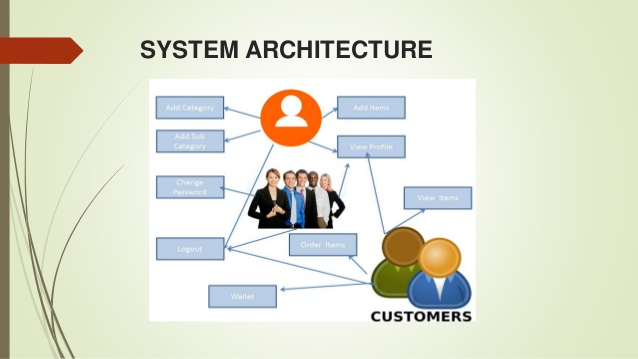 SYSTEM ARCHITECTURE
Add Category
Add Items
Add Sub
Category
View Profile
Change
Password
View Items
Logout
Order Items
Wallet
CUSTOMERS